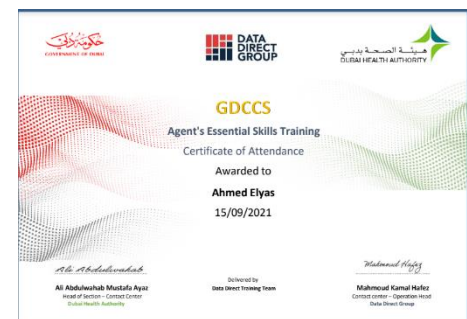 حكومة دبي
GOVERNMENT OF DUBAI
DATA
DIRECT
GROUP
هيئة الصحة بدبي
DUBAI HEALTH AUTHORITY
GDCCS
Agent's Essential Skills Training
Certificate of Attendance
Awarded to
Ahmed Elyas
15/09/2021
Ali Abdulwahab
Ali Abdulwahab Mustafa Ayaz
Head of Section – Contact Center
Dubai Health Authority
Delivered by
Data Direct Training Team
Mahmoud Hafez
Mahmoud Kamal Hafez
Contact center – Operation Head
Data Direct Group